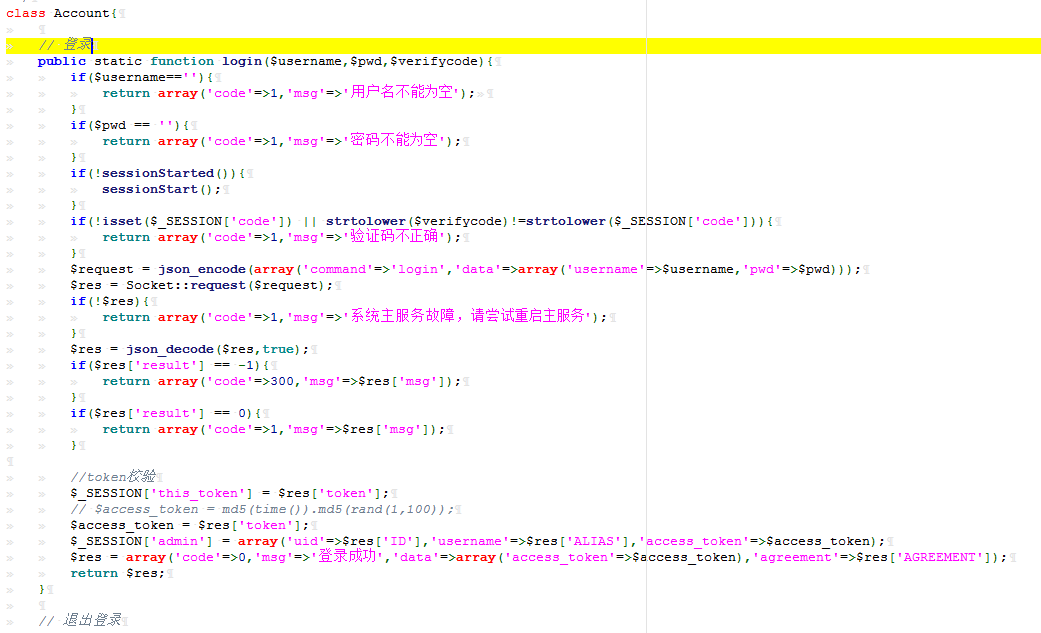 class Account{
// 登录
public static function login($username,$pwd,$verifycode){
if($username==''){
return array('code'=>1,'msg'=>'用户名不能为空');
}
if($pwd == ''){
return array('code'=>1,'msg'=>'密码不能为空');
}
if(!sessionStarted()){
sessionStart();
}
if(!isset($_SESSION['code']) || strtolower($verifycode)!=strtolower($_SESSION['code'])){
return array('code'=>1,'msg'=>'验证码不正确');
}
$request = json_encode(array('command'=>'login','data'=>array('username'=>$username,'pwd'=>$pwd)));
$res = Socket::request($request);
if(!$res){
return array('code'=>1,'msg'=>'系统主服务故障，请尝试重启主服务');
}
$res = json_decode($res,true);
if($res['result'] == -1){
return array('code'=>300,'msg'=>$res['msg']);
}
if($res['result'] == 0){
return array('code'=>1,'msg'=>$res['msg']);
}
//token校验
$_SESSION['this_token'] = $res['token'];
// $access_token = md5(time()).md5(rand(1,100));
$access_token = $res['token'];
$_SESSION['admin'] = array('uid'=>$res['ID'],'username'=>$res['ALIAS'],'access_token'=>$access_token);
$res = array('code'=>0,'msg'=>'登录成功','data'=>array('access_token'=>$access_token),'agreement'=>$res['AGREEMENT']);
return $res;
}
// 退出登录